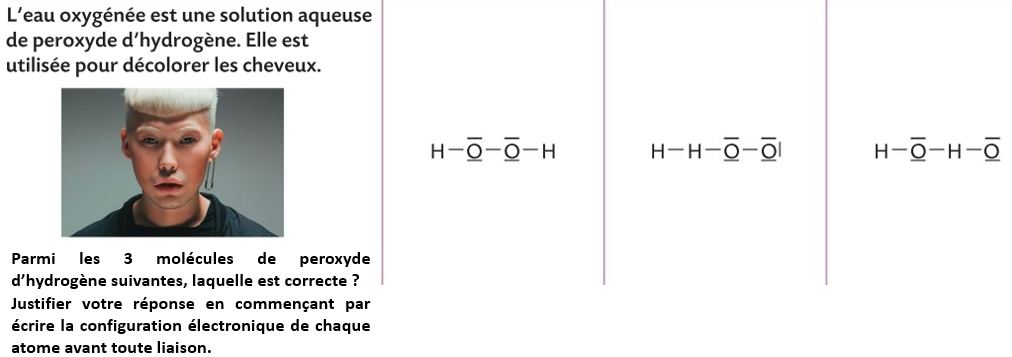 L'eau oxygénée est une solution aqueuse
de peroxyde d'hydrogène. Elle est
utilisée pour décolorer les cheveux.
H–O–O–H
H–H–O–O|
H–O–H–O
Parmi les 3 molécules de peroxyde
d'hydrogène suivantes, laquelle est correcte ?
Justifier votre réponse en commençant par
écrire la configuration électronique de chaque
atome avant toute liaison.